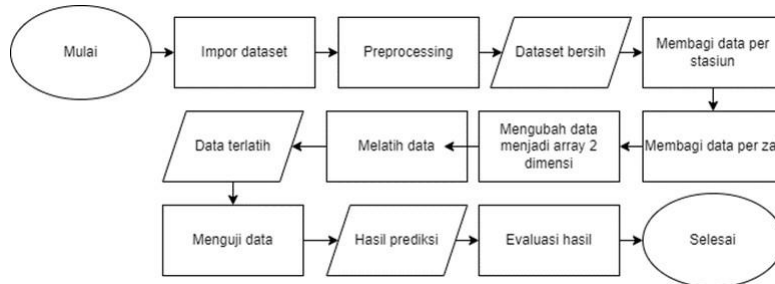 Mulai
Impor dataset
Preprocessing
Dataset bersih
Membagi data per
stasiun
Membagi data per za
Mengubah data
menjadi array 2
dimensi
Melatih data
Data terlatih
Menguji data
Hasil prediksi
Evaluasi hasil
Selesai